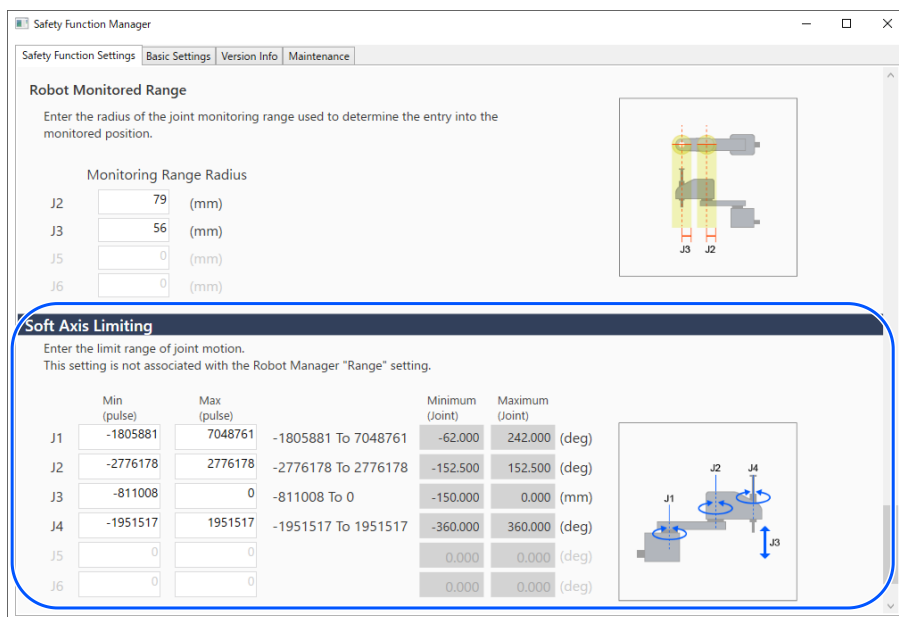 Safety Function Manager
Safety Function Settings Basic Settings Version Info Maintenance
Robot Monitored Range
Enter the radius of the joint monitoring range used to determine the entry into the
monitored position.
Monitoring Range Radius
J2 79 (mm)
J3 56 (mm)
J5 0 (mm)
J6 0 (mm)
J3 J2
Soft Axis Limiting
Enter the limit range of joint motion.
This setting is not associated with the Robot Manager "Range" setting.
Min Max Minimum Maximum
(pulse) (pulse) (Joint) (Joint)
J1 -1805881 7048761 -1805881 To 7048761 -62.000 242.000 (deg)
J2 -2776178 2776178 -2776178 To 2776178 -152.500 152.500 (deg)
J3 -811008 0 -811008 To 0 -150.000 0.000 (mm)
J4 -1951517 1951517 -1951517 To 1951517 -360.000 360.000 (deg)
J5 0 0 0.000 0.000 (deg)
J6 0 0 0.000 0.000 (deg)
J2 J4
J1
J3